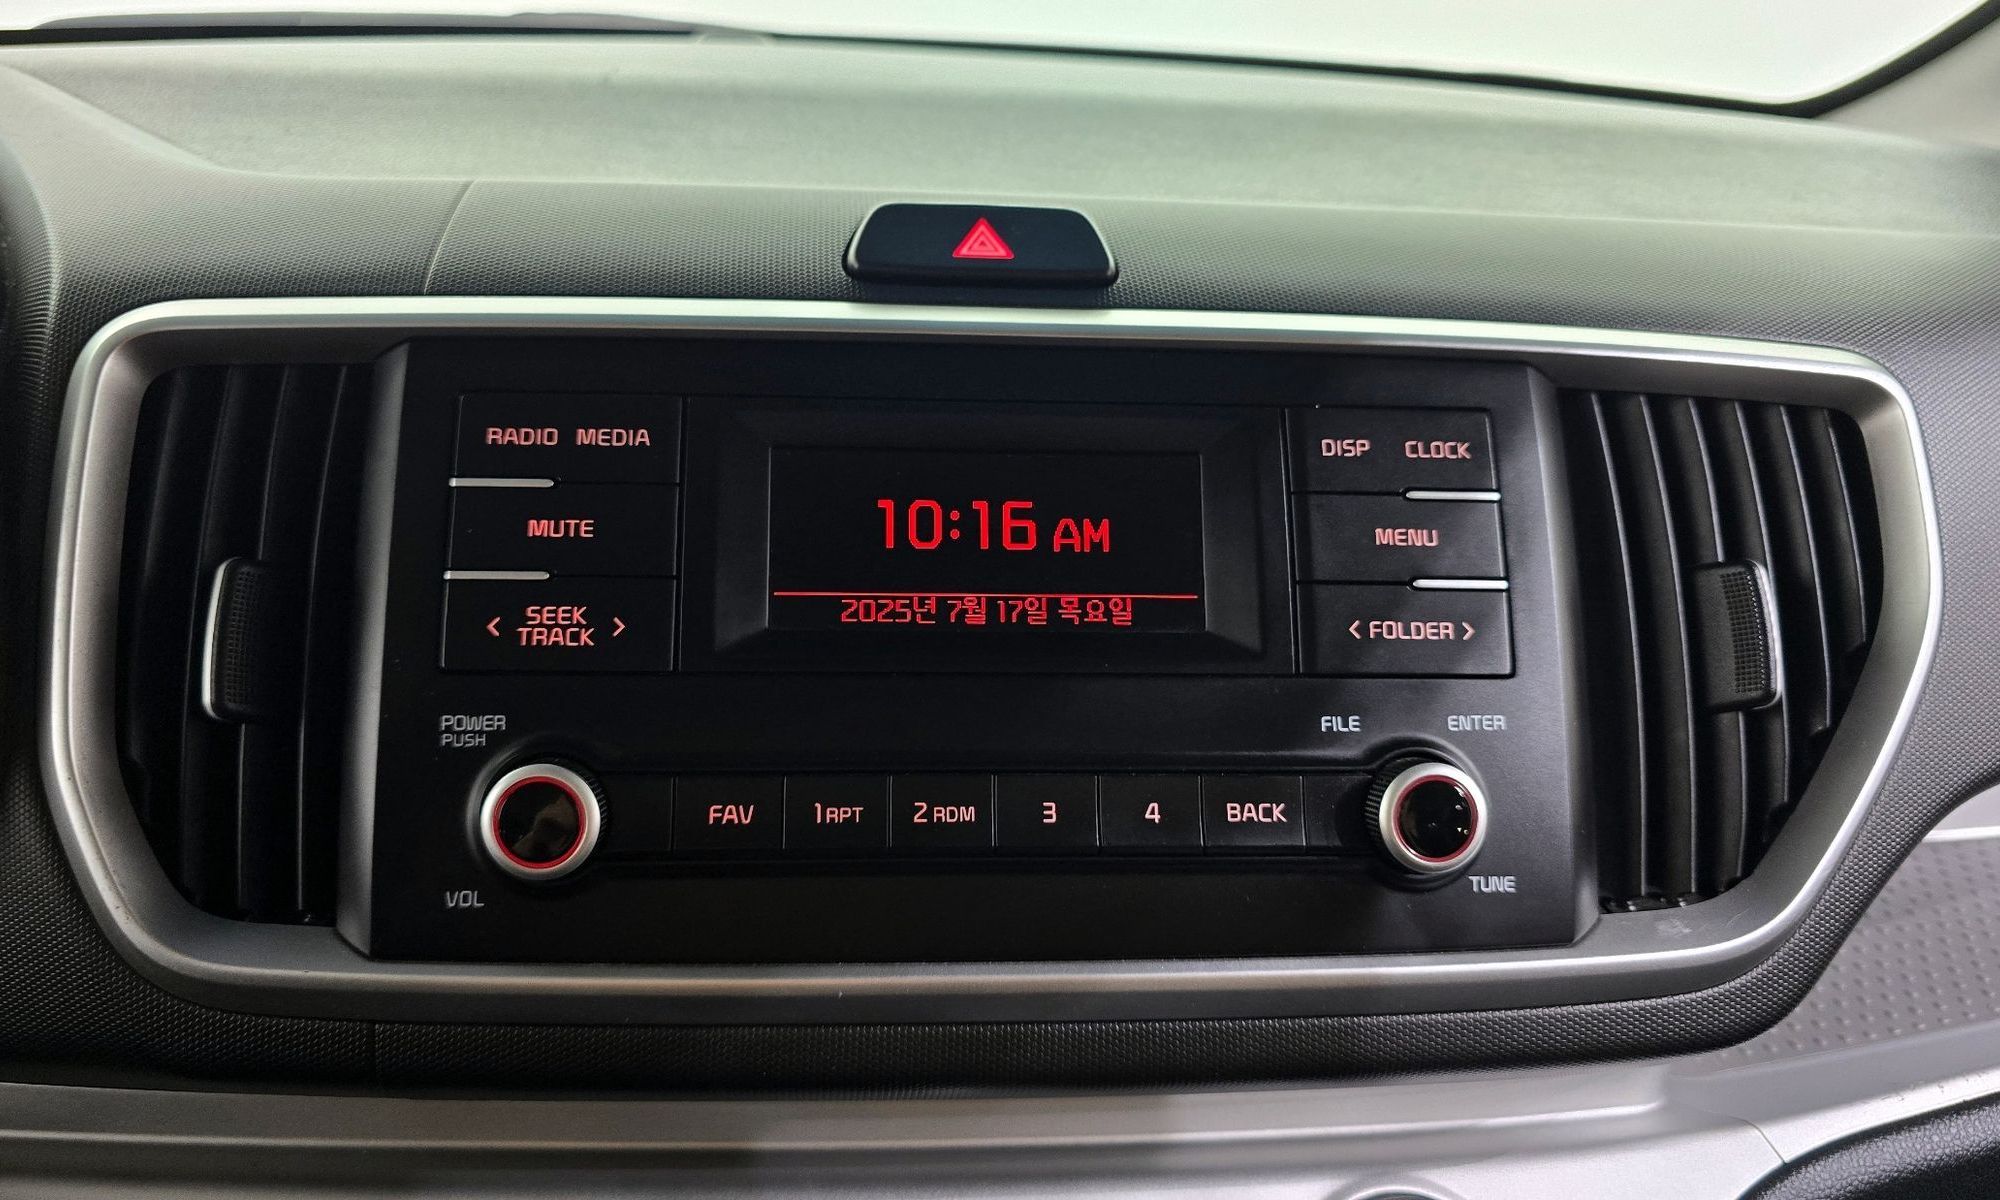 RADIO MEDIA
DISP CLOCK
10:16 AM
MUTE
MENU
2025년 7월 17일 목요일
< SEEK TRACK >
< FOLDER >
POWER
PUSH
FILE
ENTER
FAV
1 RPT
2 RDM
3
4
BACK
VOL
TUNE